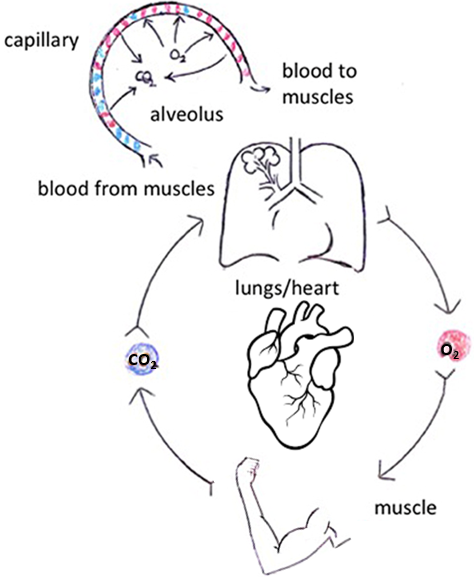 capillary
O₂
CO₂
blood to
muscles
alveolus
blood from muscles
lungs/heart
CO₂
O₂
muscle